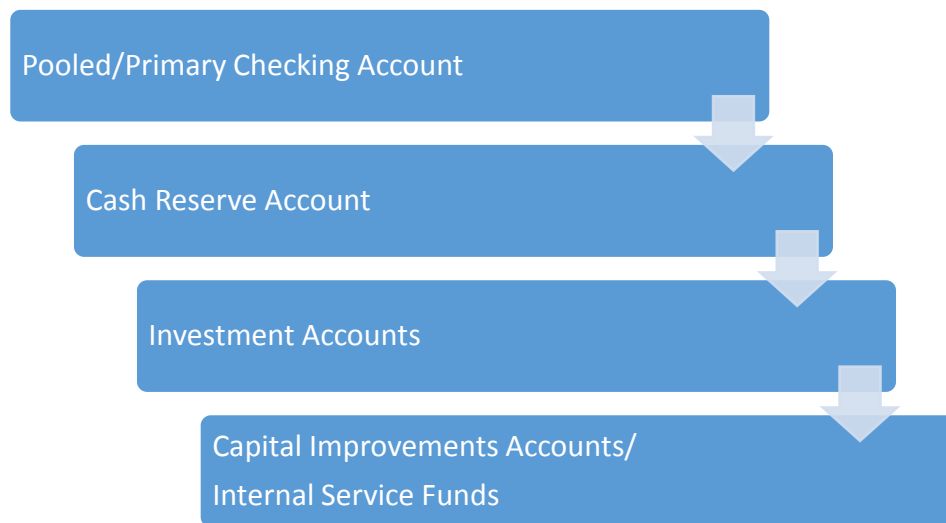 Pooled/Primary Checking Account
Cash Reserve Account
Investment Accounts
Capital Improvements Accounts/
Internal Service Funds